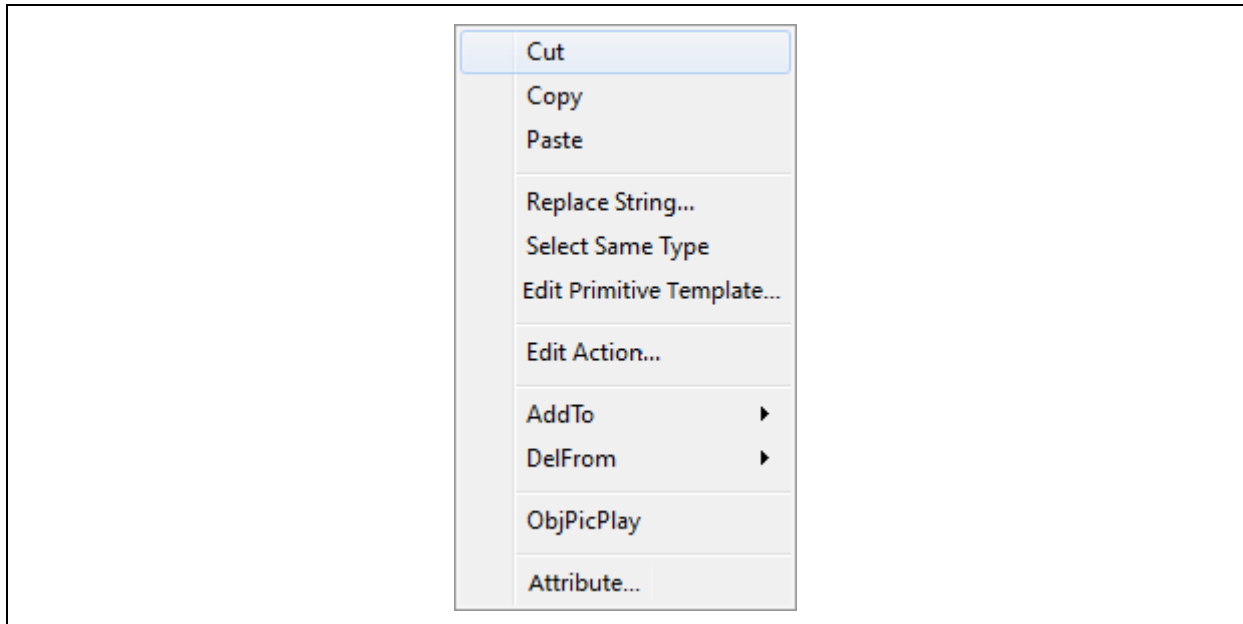 Cut
Copy
Paste
Replace String...
Select Same Type
Edit Primitive Template...
Edit Action...
AddTo
DelFrom
ObjPicPlay
Attribute...